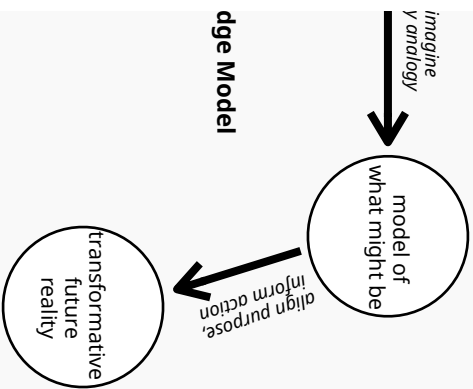 imagine
y analogy
dge Model
model of
what might be
align purpose,
inform action
transformative
future
reality